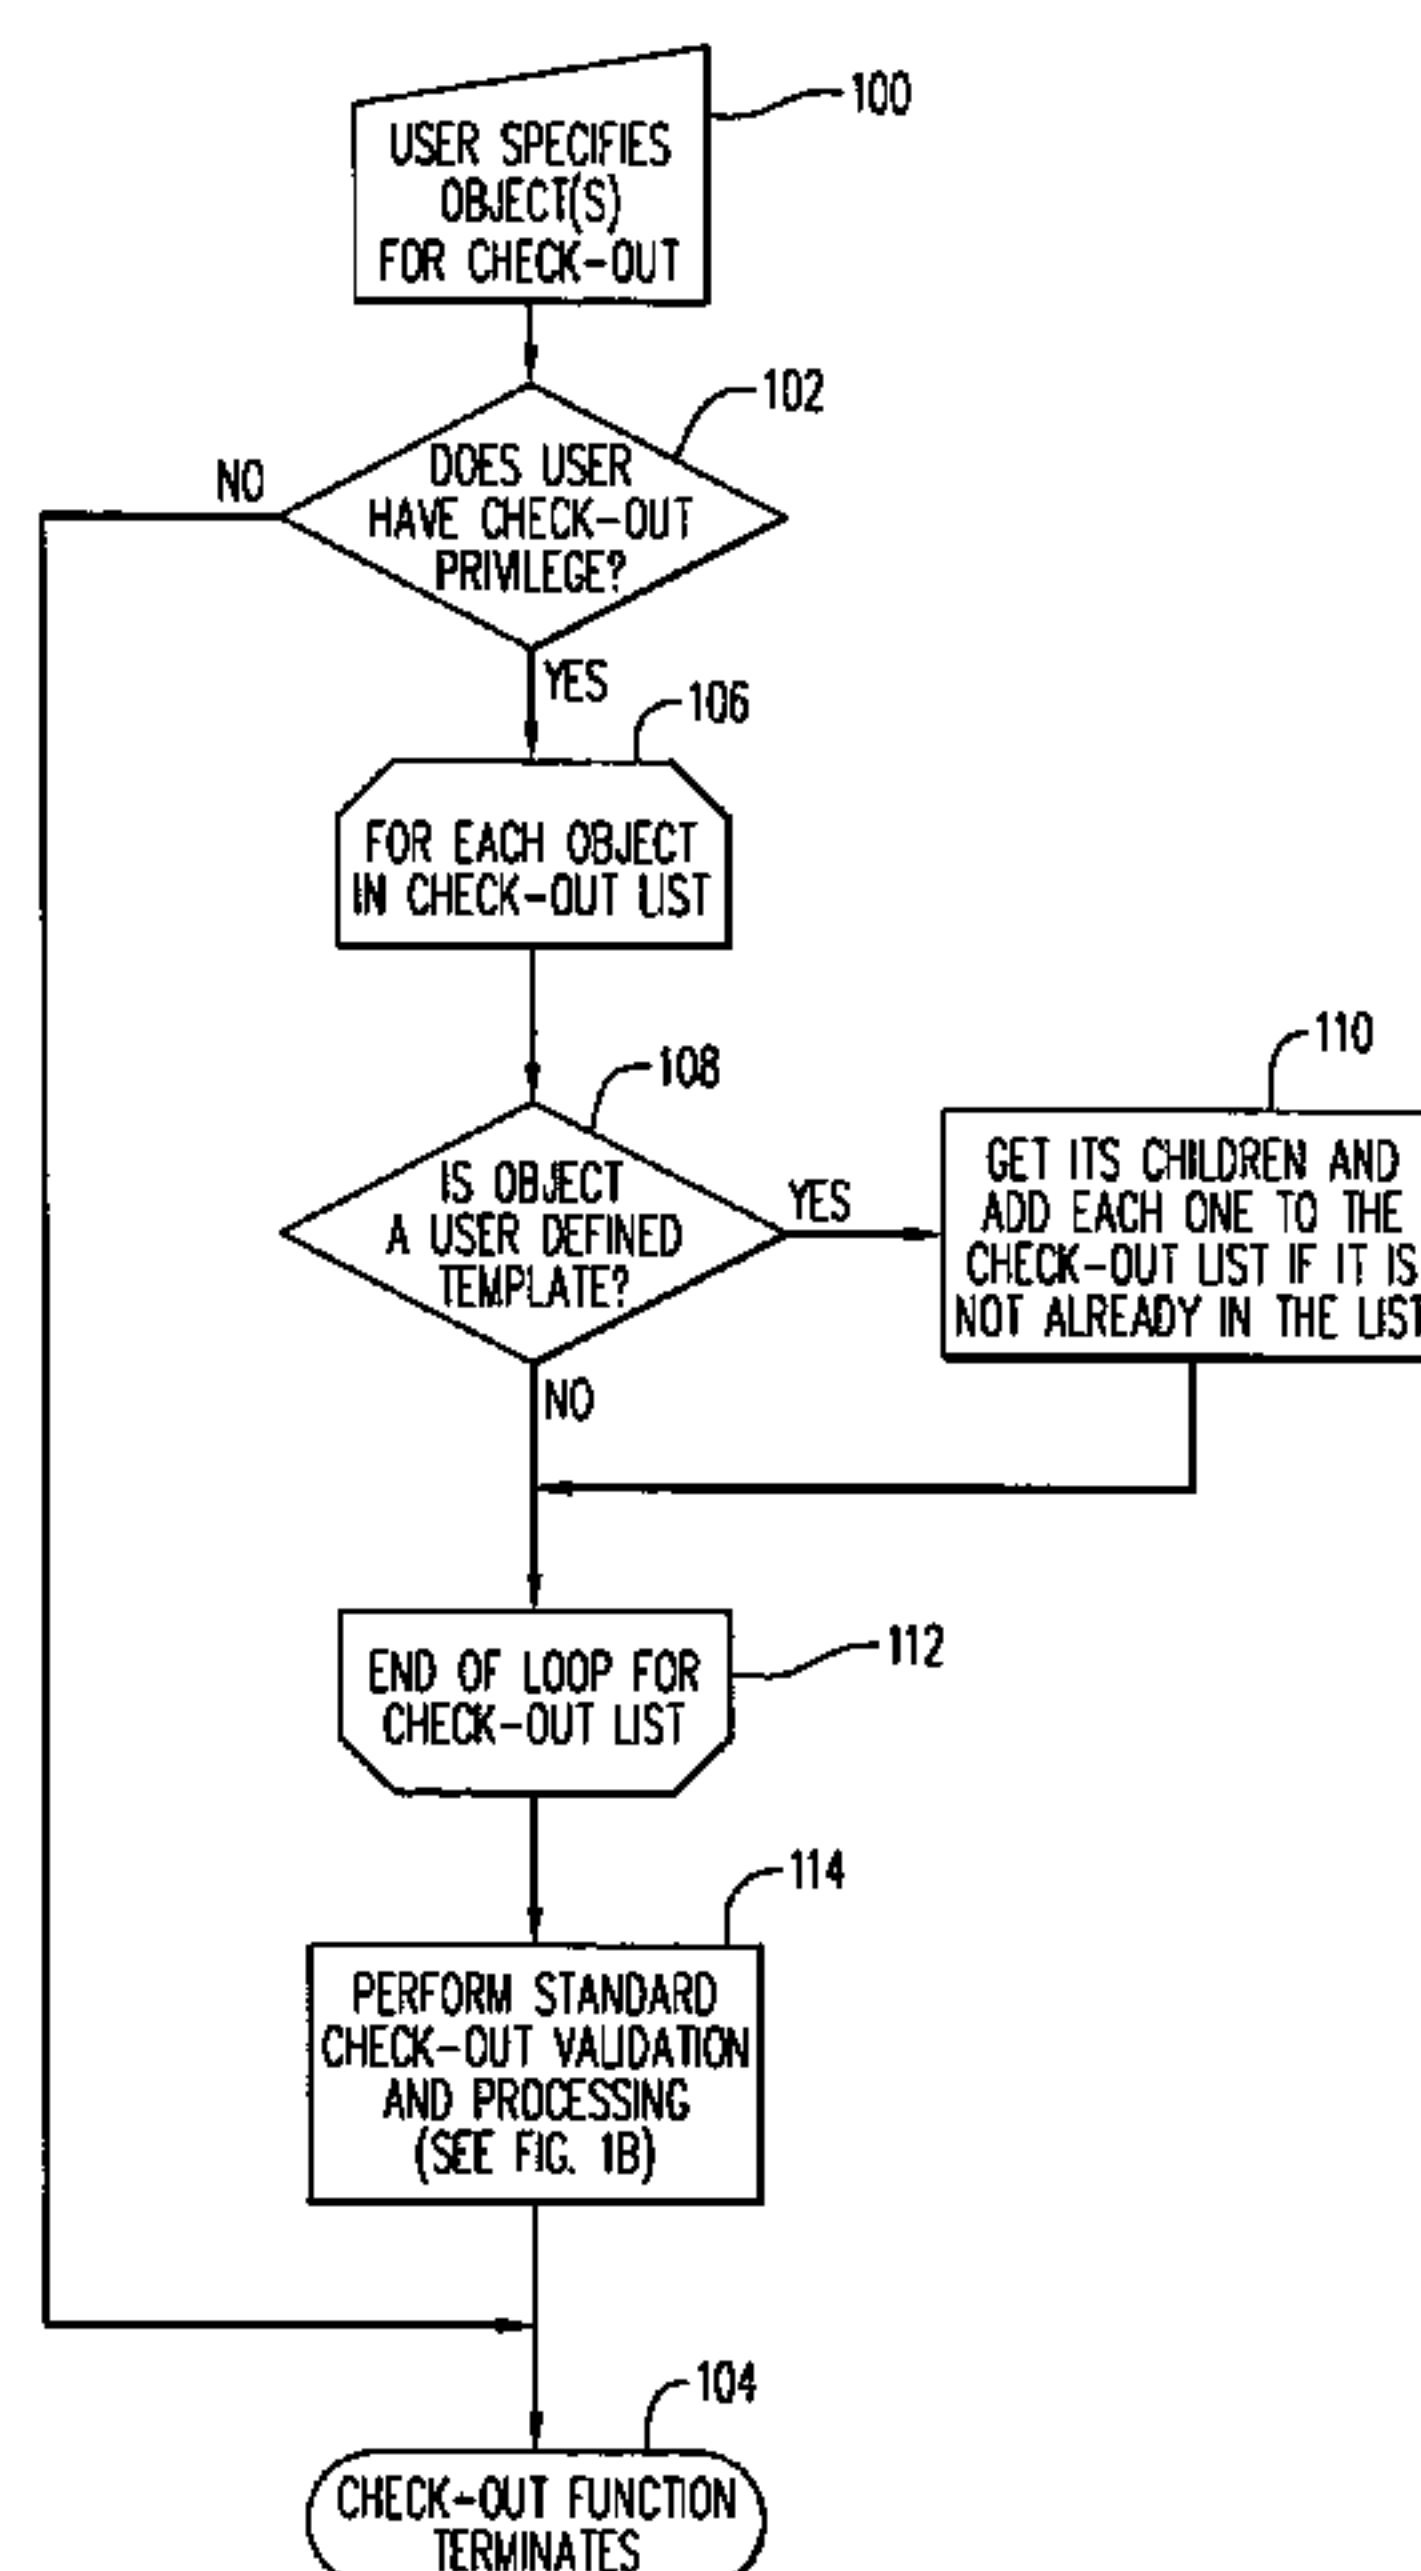 100
USER SPECIFIES
OBJECT(S)
FOR CHECK-OUT
102
DOES USER
HAVE CHECK-OUT
PRIVILEGE?
NO
YES
106
FOR EACH OBJECT
IN CHECK-OUT LIST
108
IS OBJECT
A USER DEFINED
TEMPLATE?
YES
110
GET ITS CHILDREN AND
ADD EACH ONE TO THE
CHECK-OUT LIST IF IT IS
NOT ALREADY IN THE LIST
NO
112
END OF LOOP FOR
CHECK-OUT LIST
114
PERFORM STANDARD
CHECK-OUT VALIDATION
AND PROCESSING
(SEE FIG. 1B)
104
CHECK-OUT FUNCTION
TERMINATES